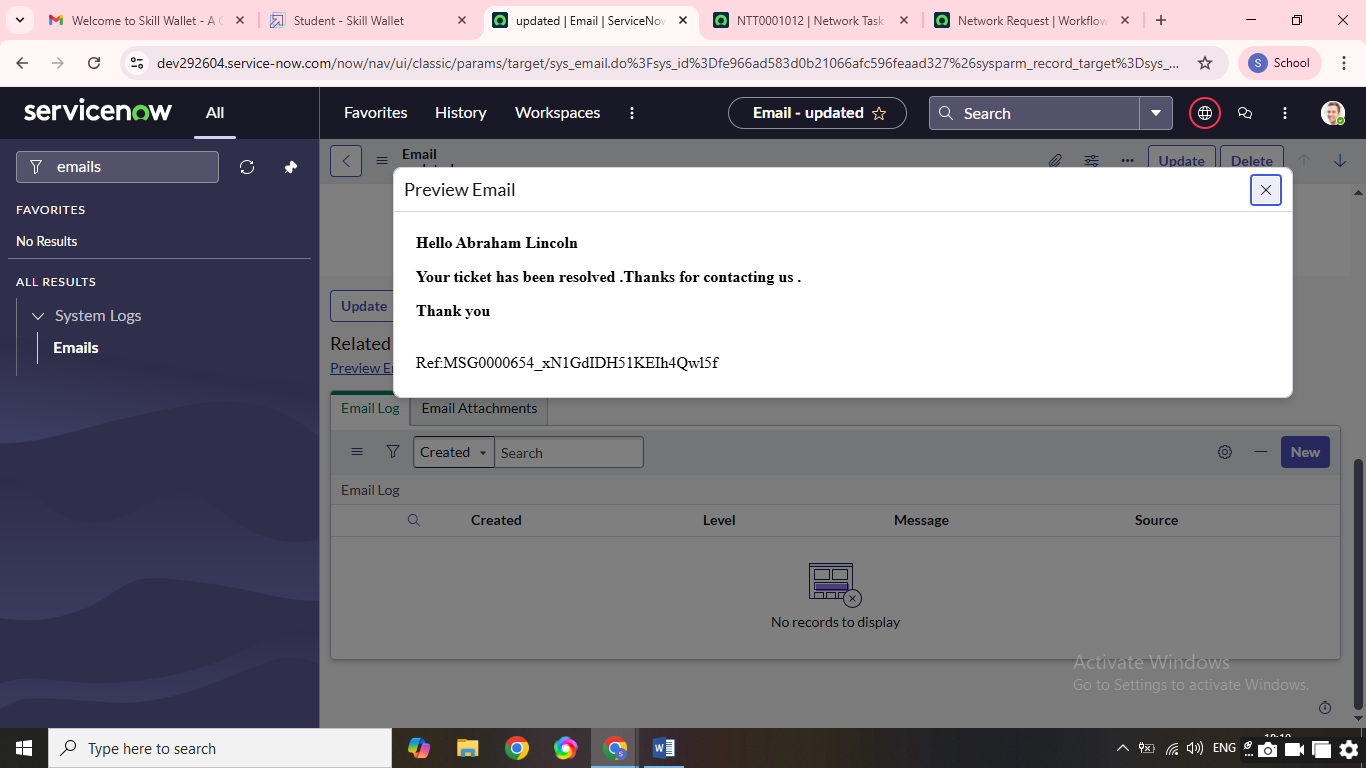 Welcome to Skill Wallet - A C
Student - Skill Wallet
updated | Email | ServiceNow
NTT0001012 | Network Task
Network Request | Workflow
dev292604.service-now.com/now/nav/ui/classic/params/target/sys_email.do%3Fsys_id%3Dfe966ad583d0b21066afc596feaad327%26sysparm_record_target%3Dsys_...
S School
servicenow
All
Favorites
History
Workspaces
Email - updated
Search
emails
FAVORITES
No Results
ALL RESULTS
System Logs
Emails
Email
Update
Delete
Preview Email
Hello Abraham Lincoln
Your ticket has been resolved .Thanks for contacting us .
Thank you
Ref:MSG0000654_xN1GdIDH51KEIh4Qwl5f
Update
Related
Preview E
Email Log
Email Attachments
Created
Search
New
Email Log
Created
Level
Message
Source
No records to display
Activate Windows
Go to Settings to activate Windows.
Type here to search
ENG